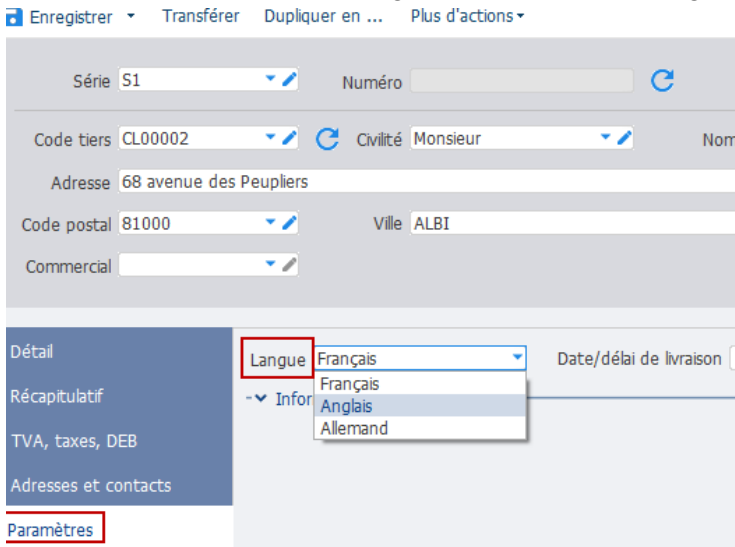 Enregistrer Transférer Dupliquer en ... Plus d'actions
Série S1 Numéro
Code tiers CL00002 Civilité Monsieur Nom
Adresse 68 avenue des Peupliers
Code postal 81000 Ville ALBI
Commercial
Détail
Récapitulatif
TVA, taxes, DEB
Adresses et contacts
Paramètres
Langue Français Date/délai de livraison
Français
Infor
Anglais
Allemand